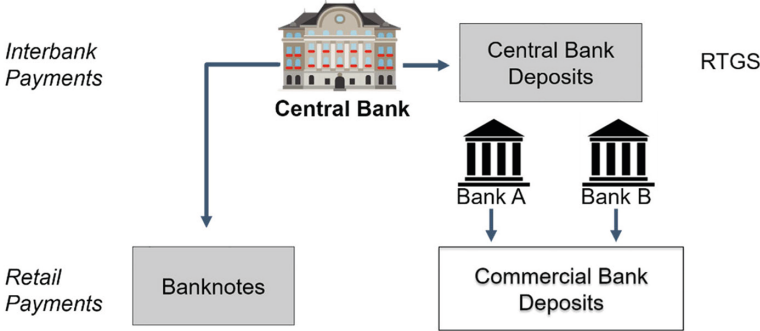 Interbank
Payments
Central Bank
Central Bank
Deposits
RTGS
Bank A
Bank B
Retail
Payments
Banknotes
Commercial Bank
Deposits